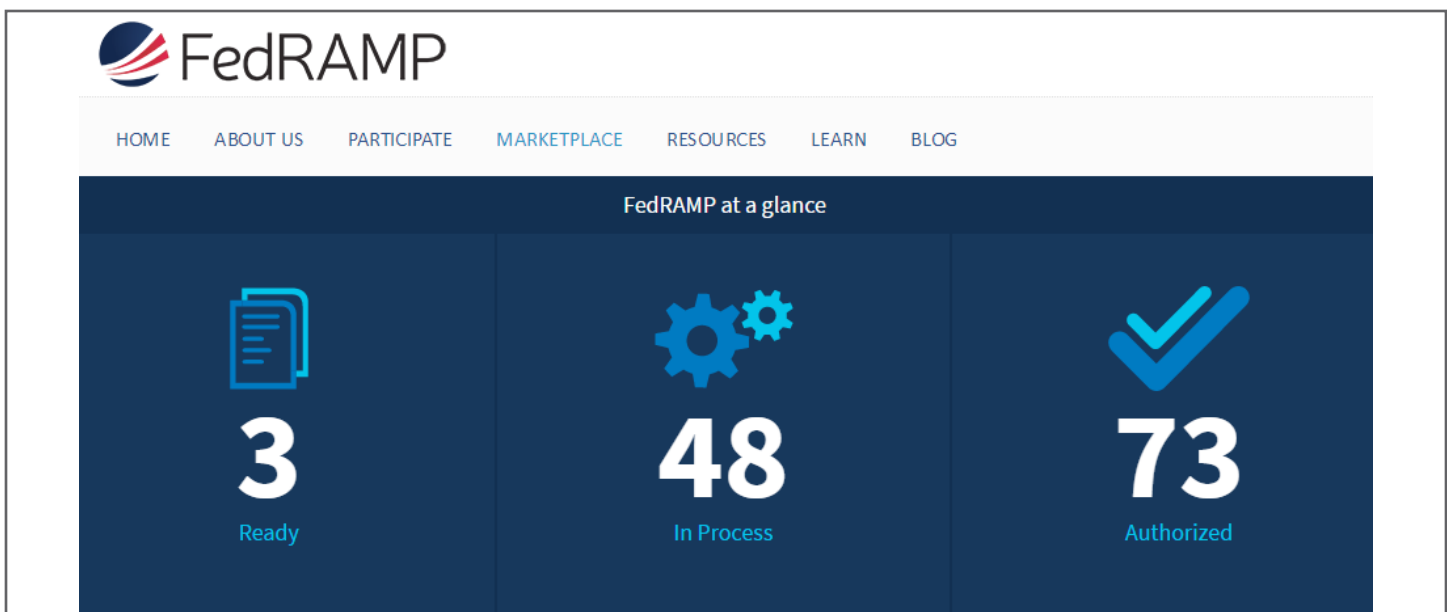 FedRAMP
HOME ABOUT US PARTICIPATE MARKETPLACE RESOURCES LEARN BLOG
FedRAMP at a glance
3 48 73
Ready In Process Authorized